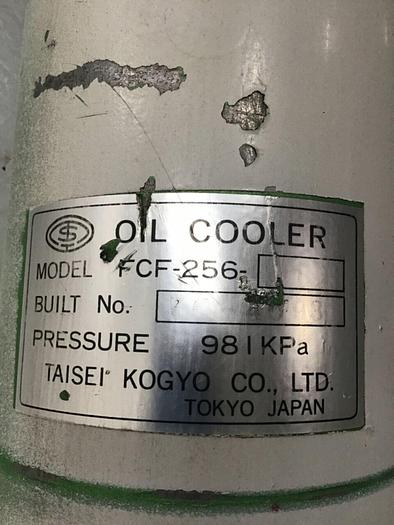 OIL COOLER
MODEL FCF-256-
BUILT No.
PRESSURE 981KPa
TAISEI KOGYO CO., LTD.
TOKYO JAPAN